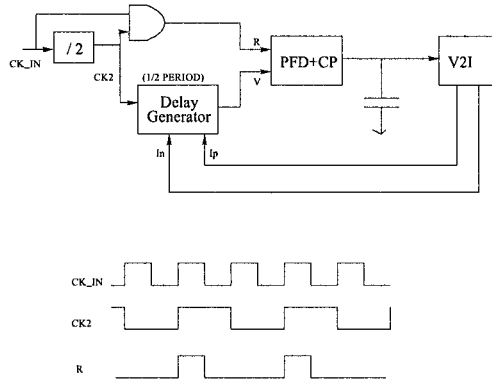 CK_IN
/ 2
CK2
(1/2 PERIOD)
Delay
Generator
R
V
PFD+CP
V2I
In
Ip
CK_IN
CK2
R